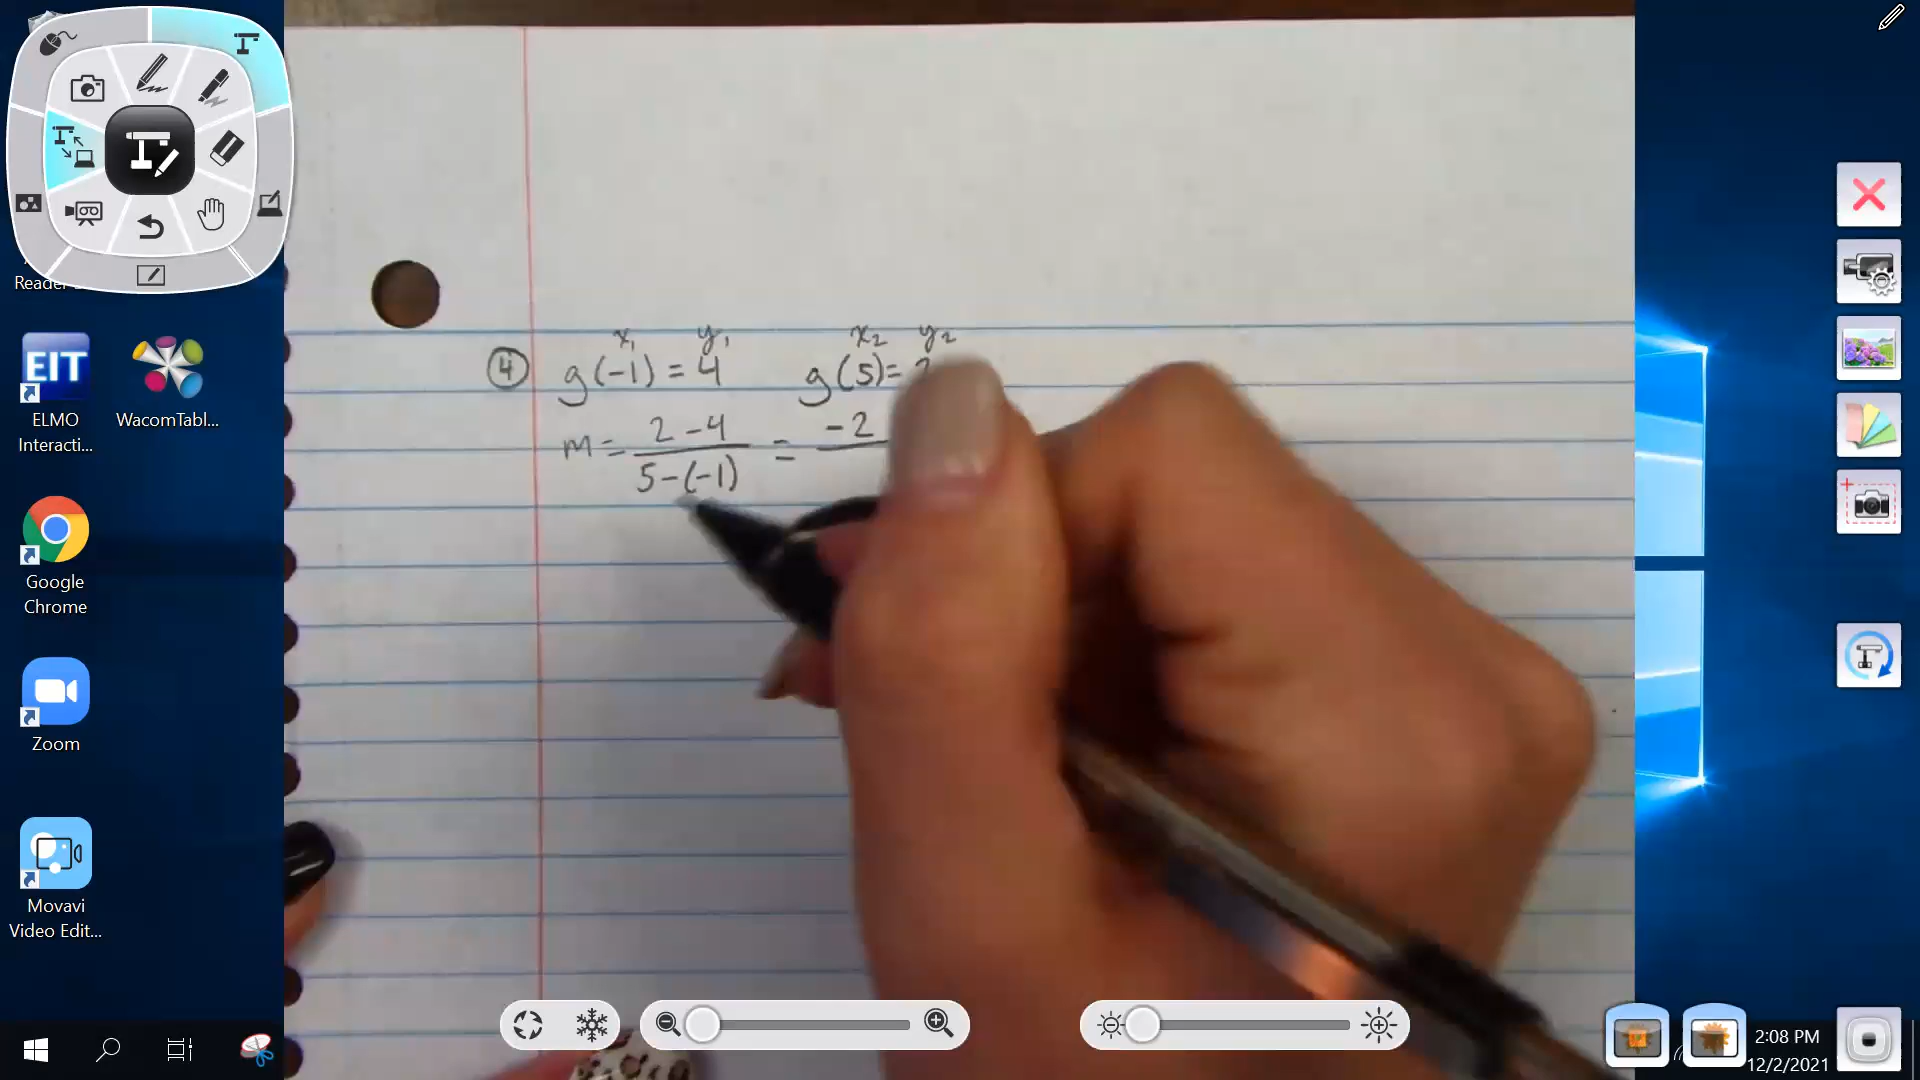 x₁ y₁ x₂ y₂
④ g(-1) = 4 g(5)=
m = 2 - 4 / 5 - (-1) = -2
Reader
EIT
ELMO
Interacti...
WacomTabl...
Google
Chrome
Zoom
Movavi
Video Edit...
2:08 PM
12/2/2021